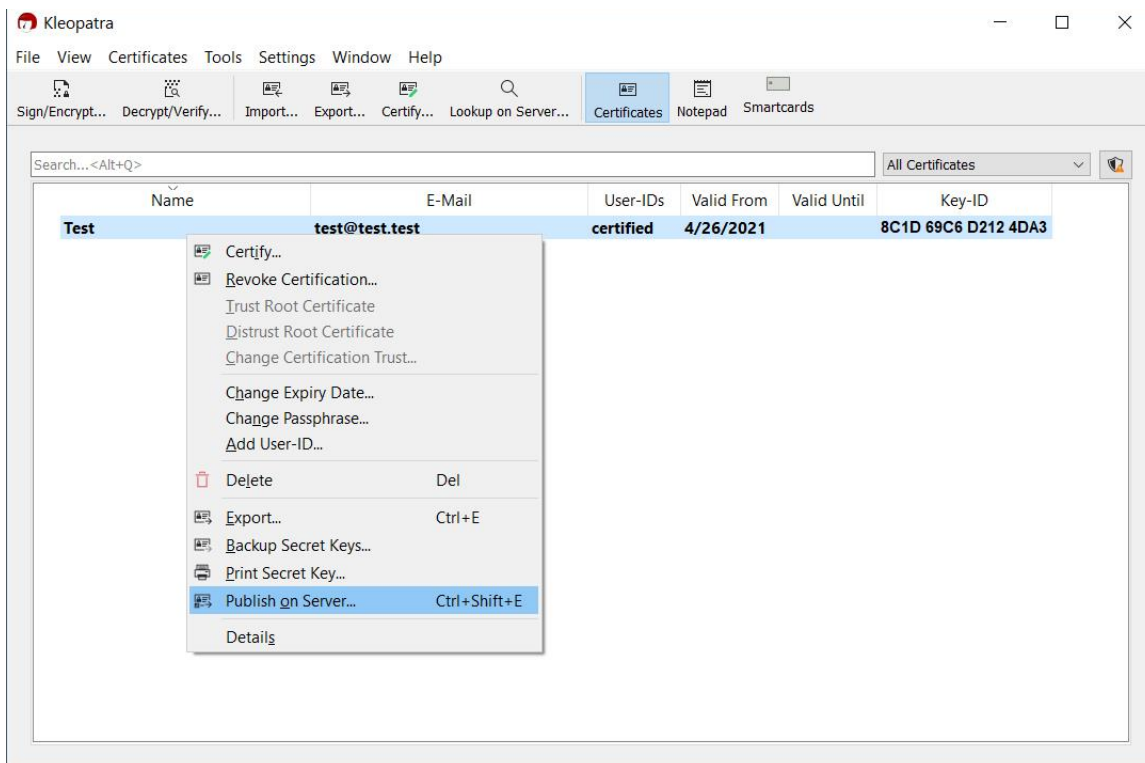 Kleopatra
File View Certificates Tools Settings Window Help
Sign/Encrypt... Decrypt/Verify... Import... Export... Certify... Lookup on Server... Certificates Notepad Smartcards
Search...<Alt+Q> All Certificates
Name E-Mail User-IDs Valid From Valid Until Key-ID
Test test@test.test certified 4/26/2021 8C1D 69C6 D212 4DA3
Certify...
Revoke Certification...
Trust Root Certificate
Distrust Root Certificate
Change Certification Trust...
Change Expiry Date...
Change Passphrase...
Add User-ID...
Delete Del
Export... Ctrl+E
Backup Secret Keys...
Print Secret Key...
Publish on Server... Ctrl+Shift+E
Details